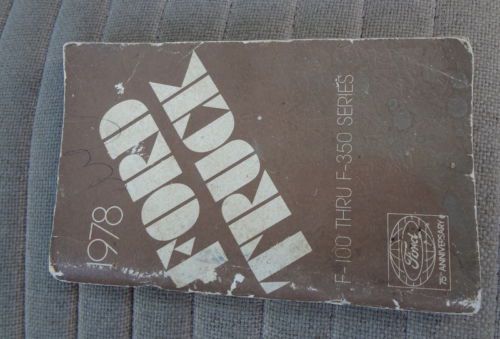 1978
FORD
TRUCK
F-100 THRU F-350 SERIES
Ford
75th ANNIVERSARY